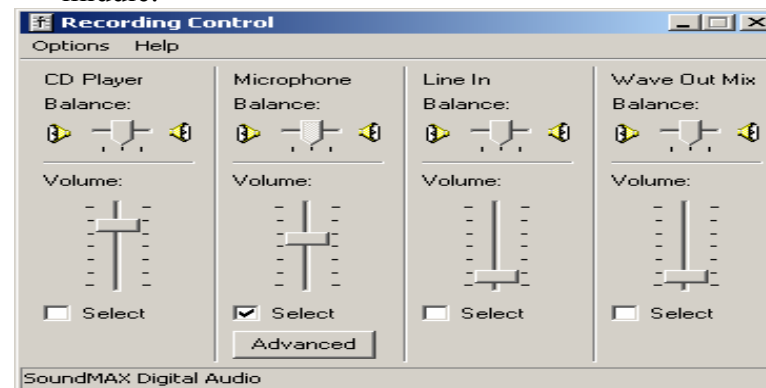 Recording Control
Options Help
CD Player Microphone Line In Wave Out Mix
Balance: Balance: Balance: Balance:
Volume: Volume: Volume: Volume:
Select Select Select Select
Advanced
SoundMAX Digital Audio